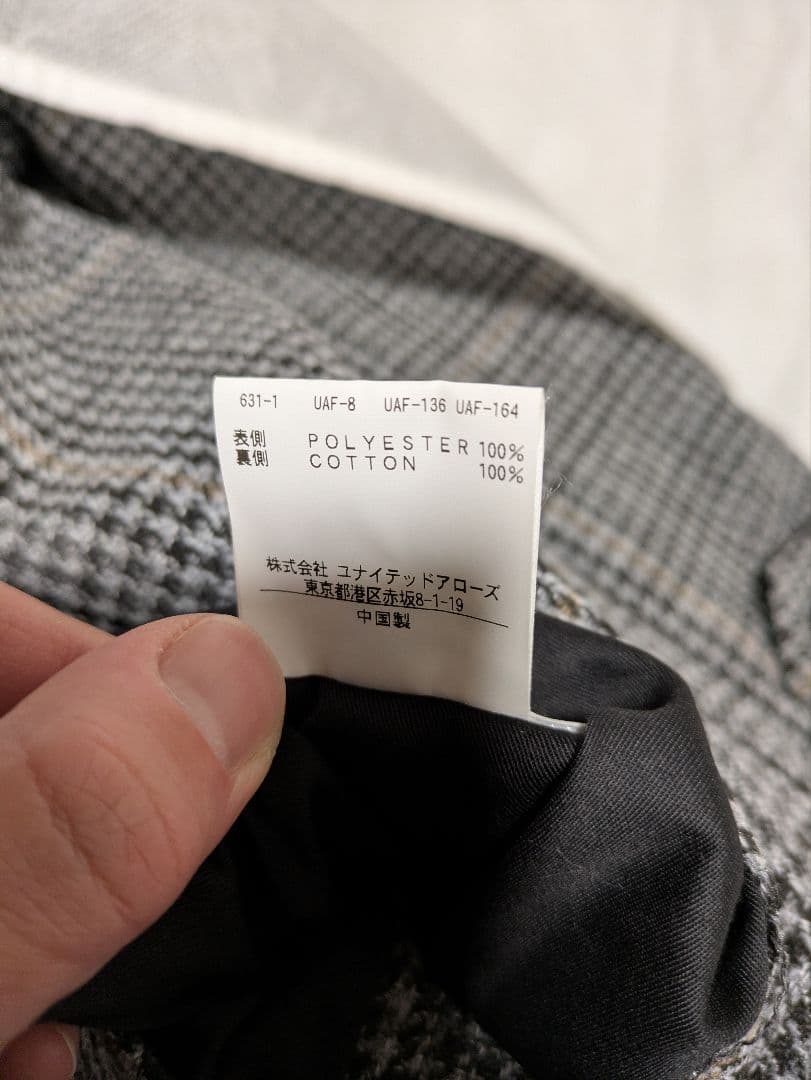 631-1 UAF-8 UAF-136 UAF-164
表側 POLYESTER 100%
裏側 COTTON 100%
株式会社 ユナイテッドアローズ
東京都港区赤坂8-1-19
中国製